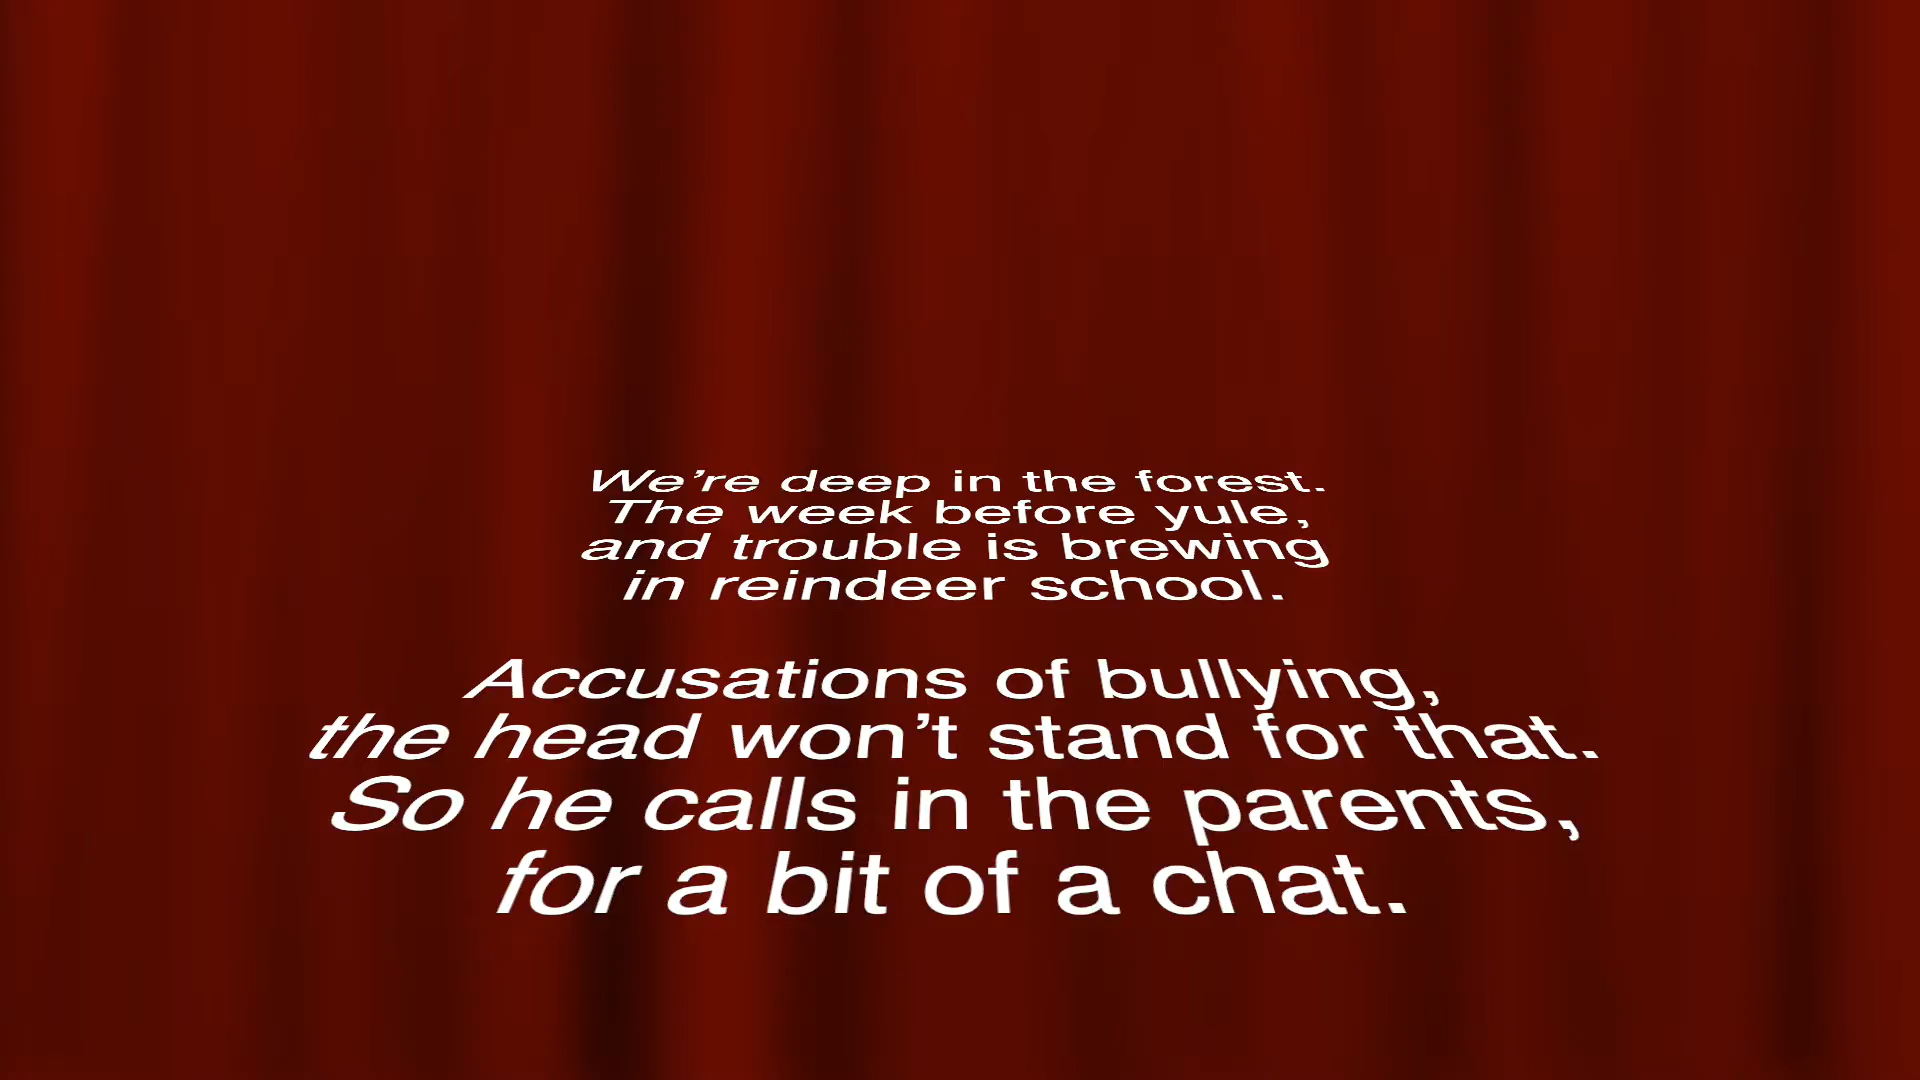 We’re deep in the forest.
The week before yule,
and trouble is brewing
in reindeer school.
Accusations of bullying,
the head won’t stand for that.
So he calls in the parents,
for a bit of a chat.